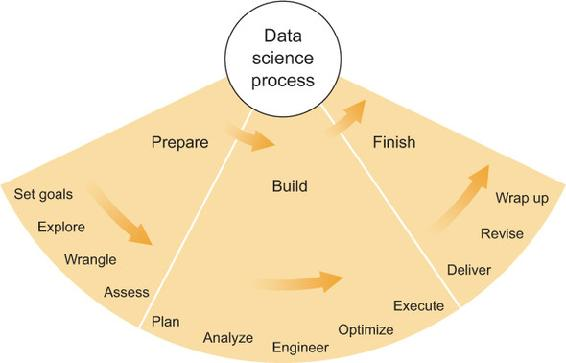 Data
science
process
Prepare
Build
Finish
Set goals
Explore
Wrangle
Assess
Plan
Analyze
Engineer
Optimize
Execute
Deliver
Revise
Wrap up